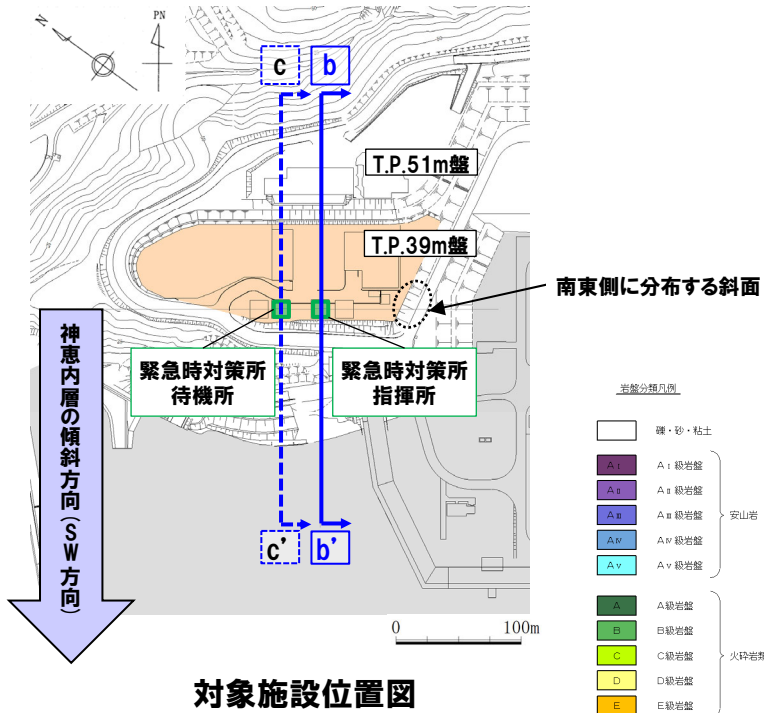 N
PN
c
b
T.P.51m盤
T.P.39m盤
南東側に分布する斜面
緊急時対策所
待機所
緊急時対策所
指揮所
神恵内層の傾斜方向(SW方向)
c'
b'
0
100m
対象施設位置図
岩盤分類凡例
礫・砂・粘土
AⅠ AⅠ級岩盤
AⅡ AⅡ級岩盤
AⅢ AⅢ級岩盤
AⅣ AⅣ級岩盤
AⅤ AⅤ級岩盤
安山岩
A A級岩盤
B B級岩盤
C C級岩盤
D D級岩盤
E E級岩盤
火砕岩類